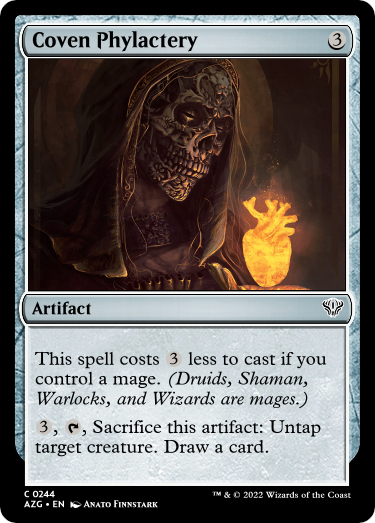 Coven Phylactery 3
Artifact
This spell costs 3 less to cast if you
control a mage. (Druids, Shaman,
Warlocks, and Wizards are mages.)
3, , Sacrifice this artifact: Untap
target creature. Draw a card.
C 0244
AZG • EN Anato Finnstark
™ & © 2022 Wizards of the Coast